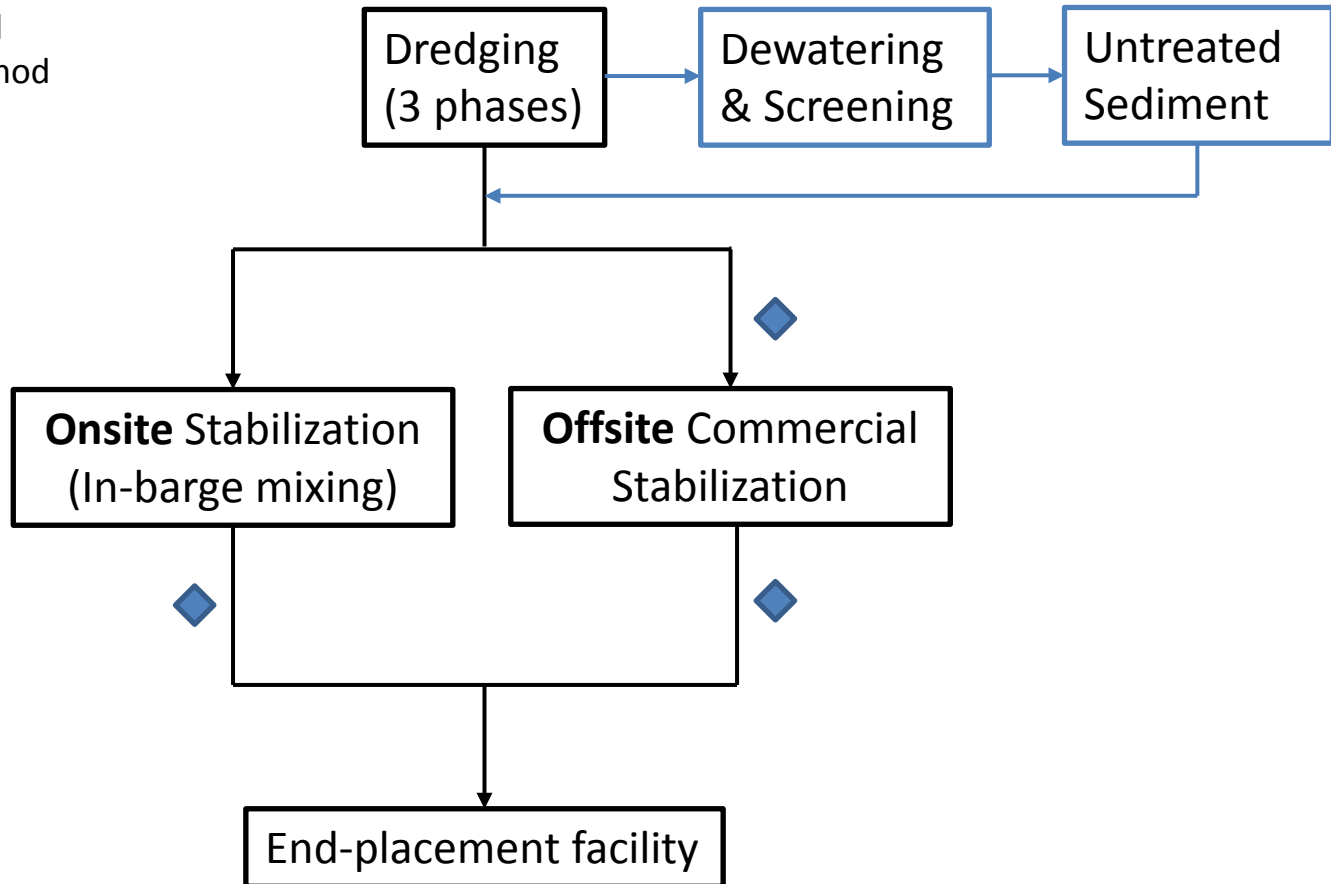 Dredging
(3 phases)
Dewatering
& Screening
Untreated
Sediment
Onsite Stabilization
(In-barge mixing)
Offsite Commercial
Stabilization
End-placement facility